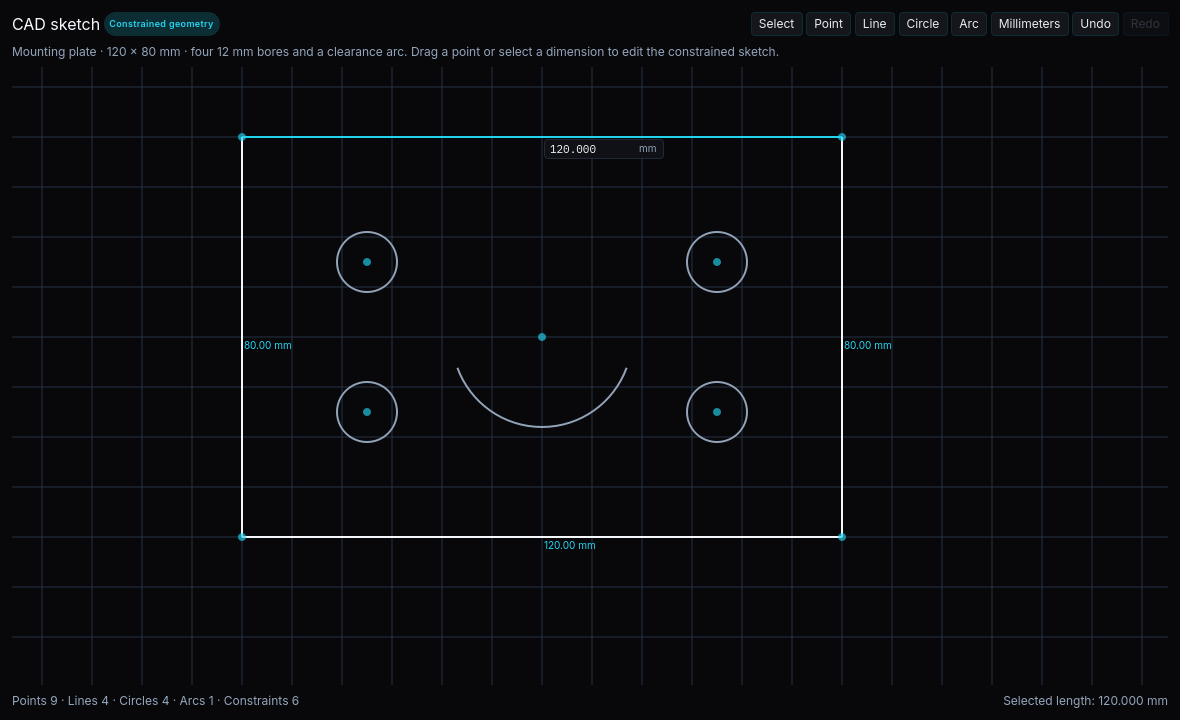 CAD sketch Constrained geometry Select Point Line Circle Arc Millimeters Undo Redo
Mounting plate · 120 × 80 mm · four 12 mm bores and a clearance arc. Drag a point or select a dimension to edit the constrained sketch.
120.000 mm
80.00 mm 80.00 mm
120.00 mm
Points 9 · Lines 4 · Circles 4 · Arcs 1 · Constraints 6 Selected length: 120.000 mm